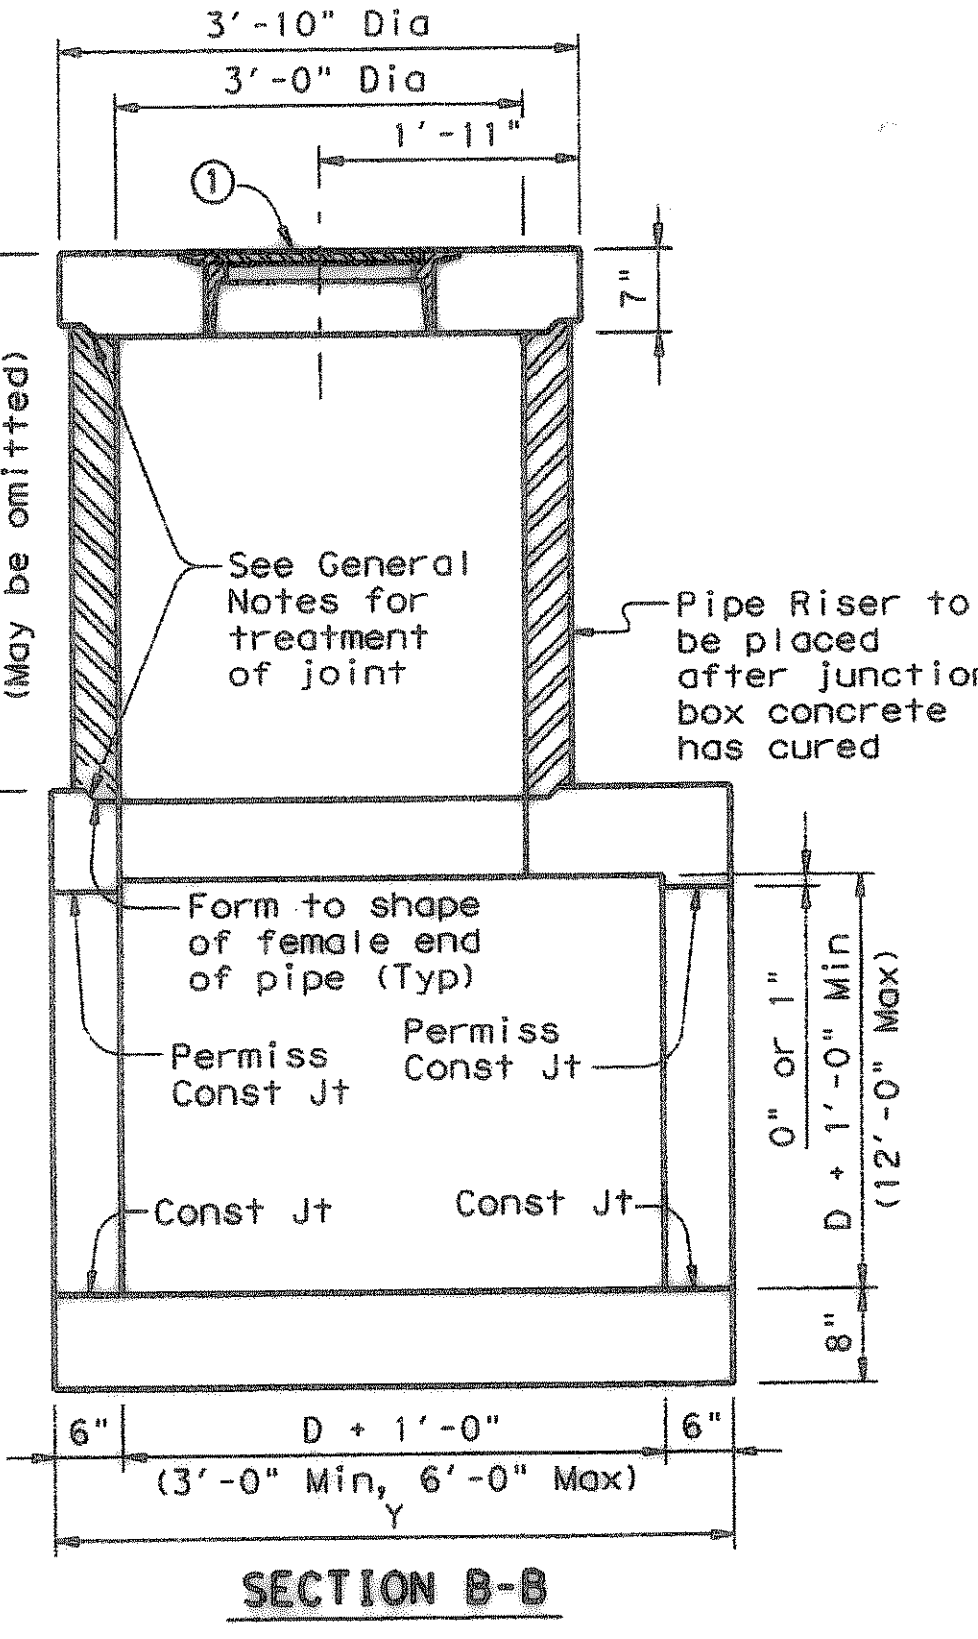 3'-10" Dia
3'-0" Dia
1'-11"
1
7"
(May be omitted)
See General
Notes for
treatment
of joint
Pipe Riser to
be placed
after junction
box concrete
has cured
Form to shape
of female end
of pipe (Typ)
Permiss
Const Jt
Permiss
Const Jt
0" or 1"
D + 1'-0" Min
(12'-0" Max)
Const Jt
Const Jt
8"
6"
D + 1'-0"
6"
(3'-0" Min, 6'-0" Max)
Y
SECTION B-B